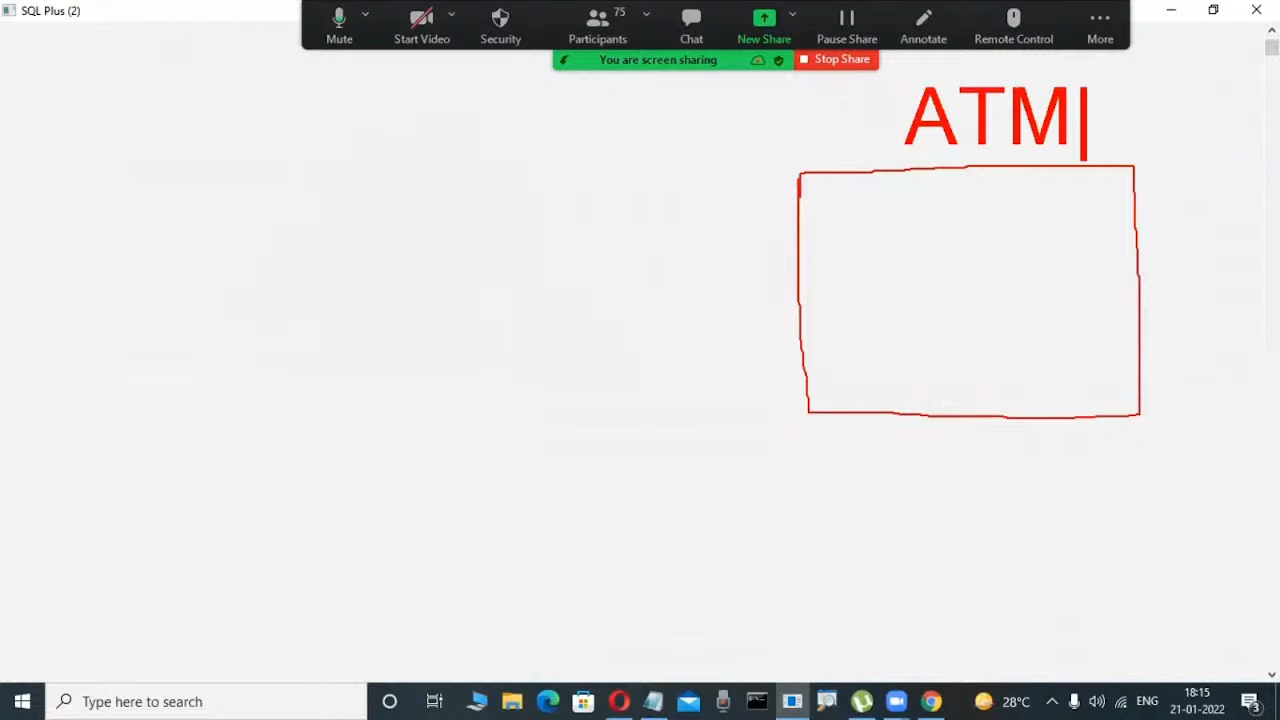 SQL Plus (2)
75
Mute
Start Video
Security
Participants
Chat
New Share
Pause Share
Annotate
Remote Control
More
You are screen sharing
Stop Share
ATM
Type here to search
28°C
ENG
18:15
21-01-2022
3